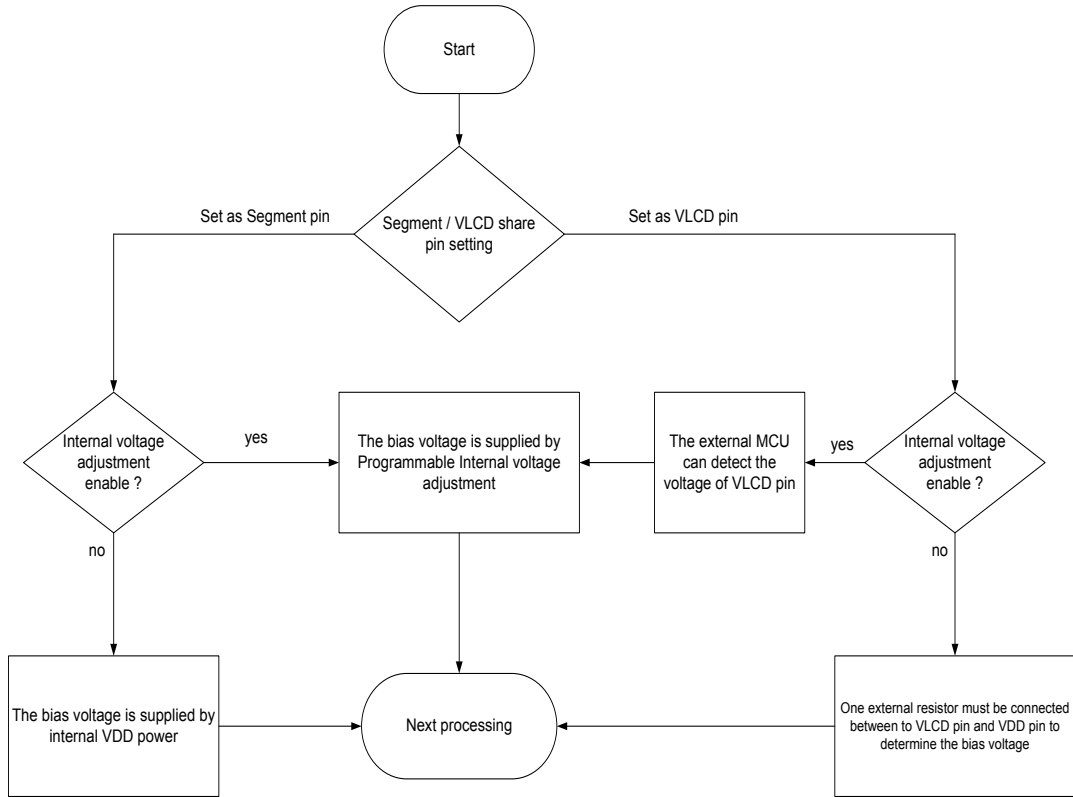 Start
Segment / VLCD share
pin setting
Set as Segment pin
Set as VLCD pin
Internal voltage
adjustment
enable ?
yes
The bias voltage is supplied by
Programmable Internal voltage
adjustment
The external MCU
can detect the
voltage of VLCD pin
yes
Internal voltage
adjustment
enable ?
no
no
The bias voltage is supplied by
internal VDD power
Next processing
One external resistor must be connected
between to VLCD pin and VDD pin to
determine the bias voltage